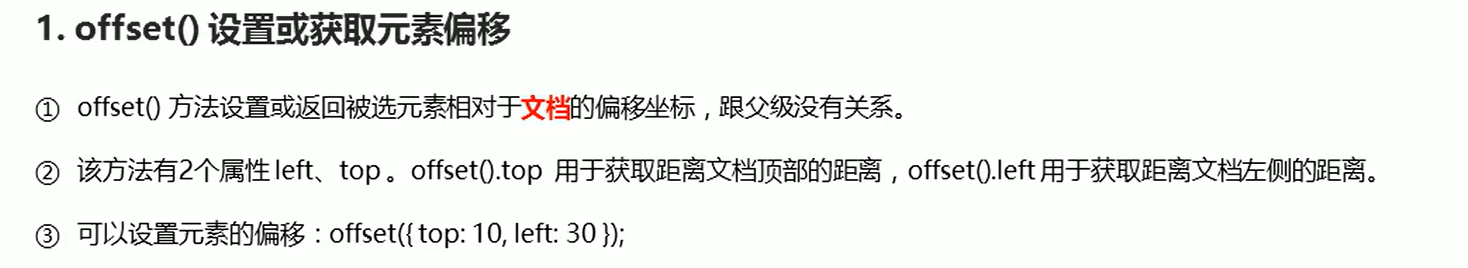 1. offset() 设置或获取元素偏移
① offset() 方法设置或返回被选元素相对于文档的偏移坐标，跟父级没有关系。
② 该方法有2个属性 left、top 。offset().top 用于获取距离文档顶部的距离，offset().left 用于获取距离文档左侧的距离。
③ 可以设置元素的偏移：offset({ top: 10, left: 30 });